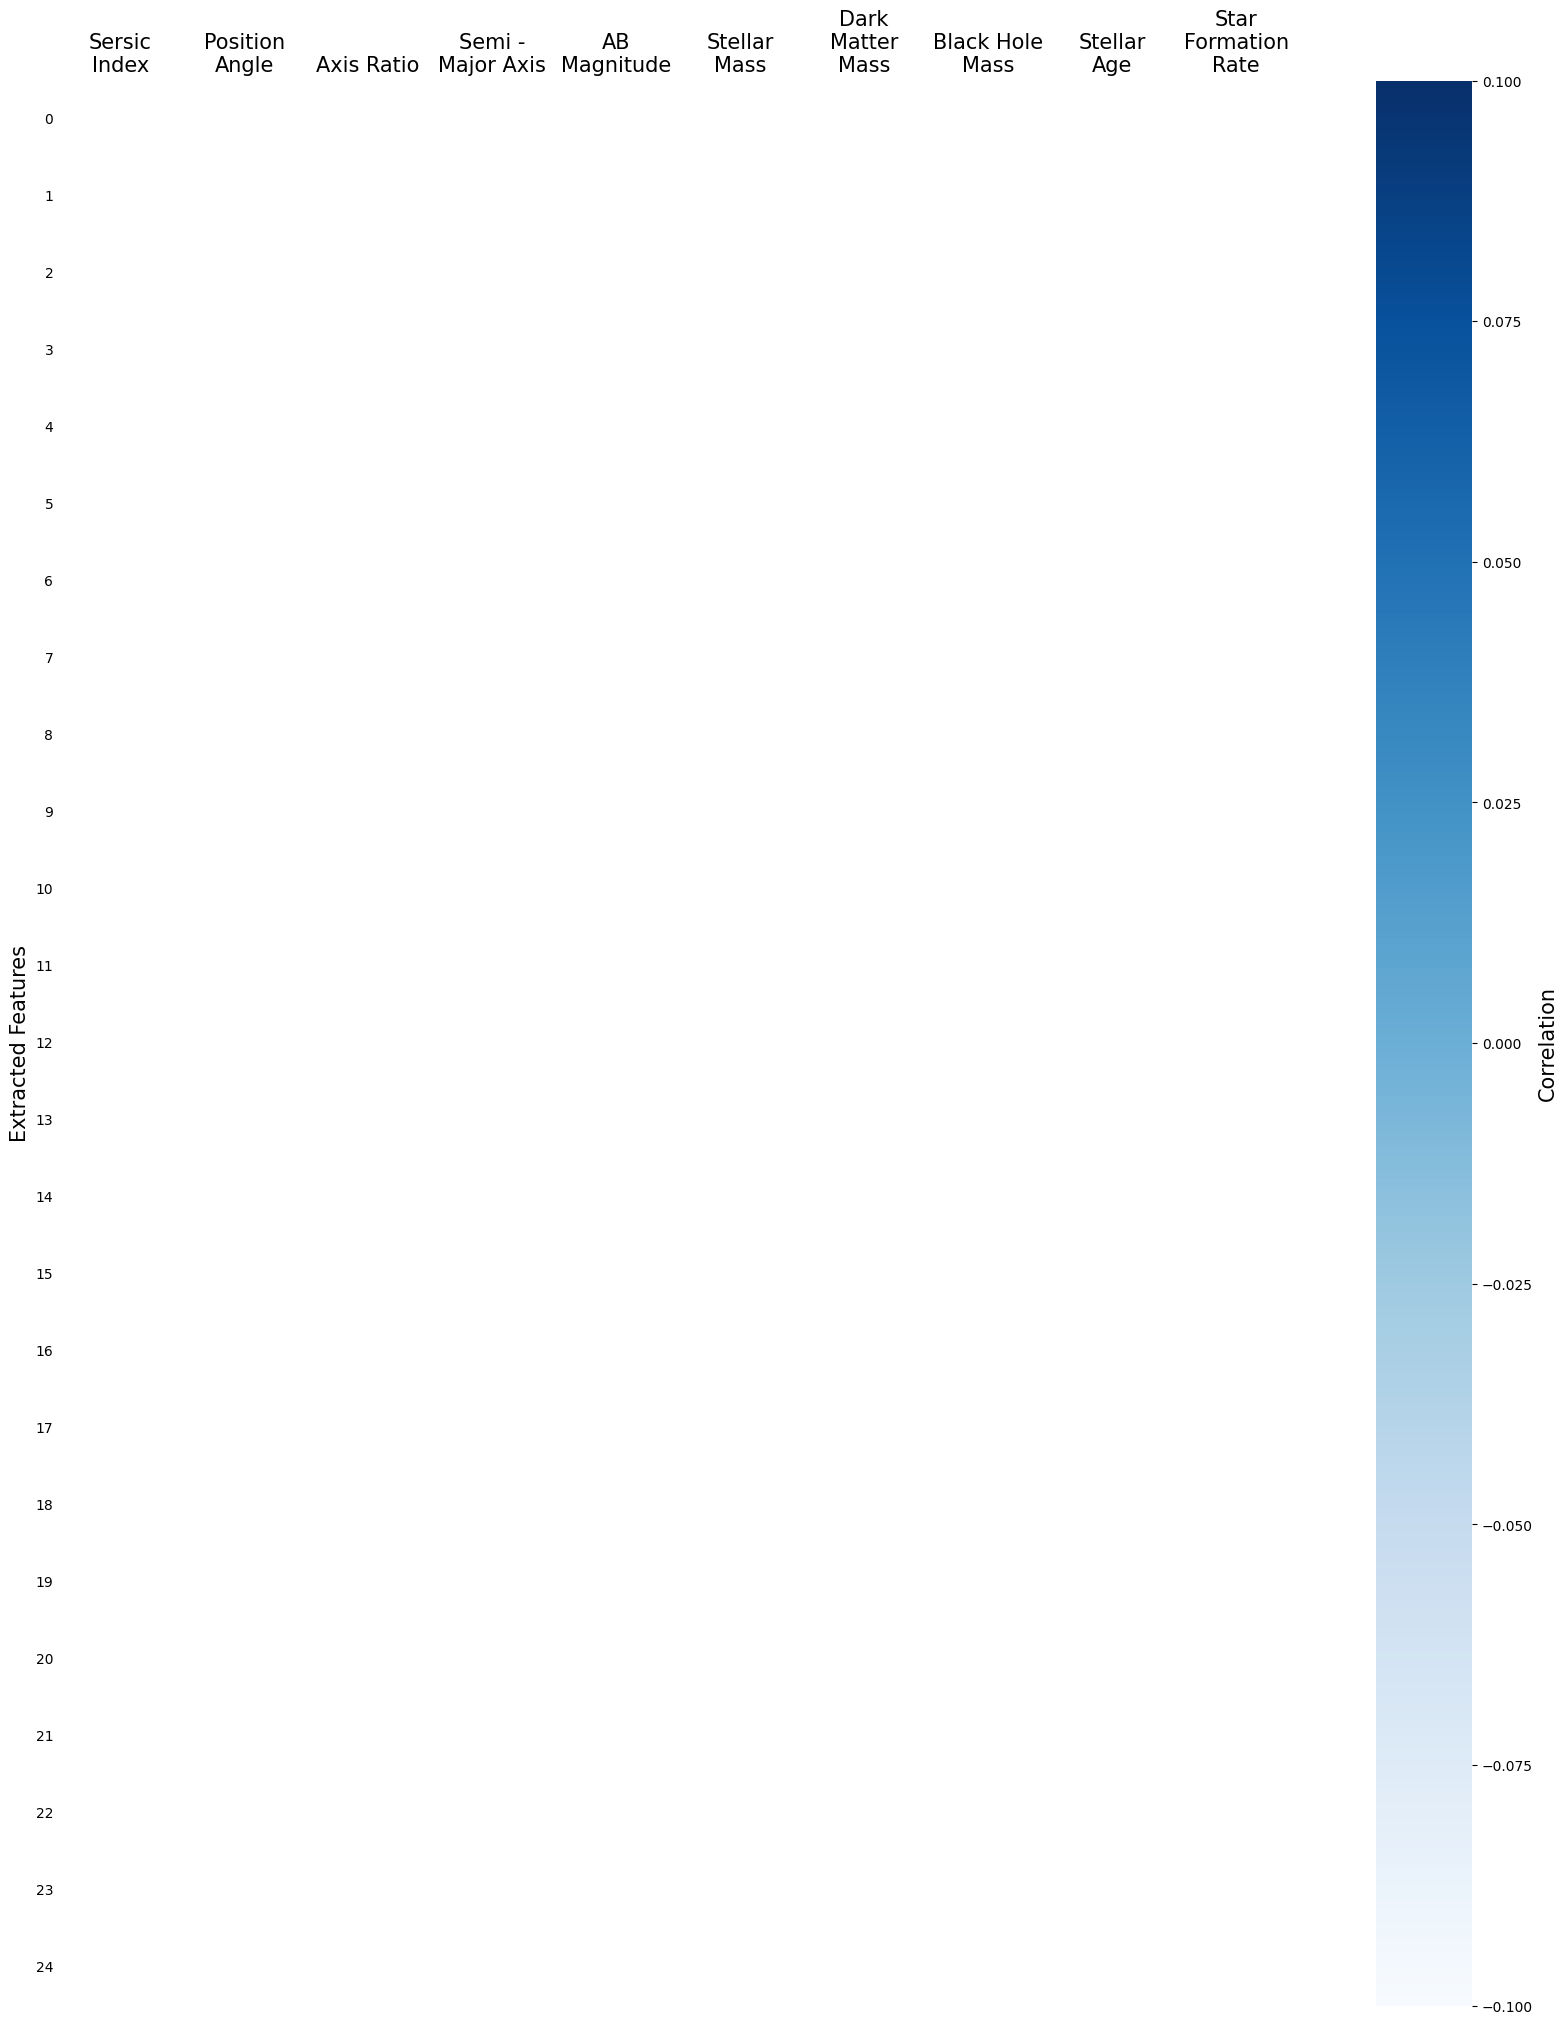 Sersic
Index
Position
Angle
Axis Ratio
Semi -
Major Axis
AB
Magnitude
Stellar
Mass
Dark
Matter
Mass
Black Hole
Mass
Stellar
Age
Star
Formation
Rate
Extracted Features
0
1
2
3
4
5
6
7
8
9
10
11
12
13
14
15
16
17
18
19
20
21
22
23
24
0.100
0.075
0.050
0.025
0.000
−0.025
−0.050
−0.075
−0.100
Correlation